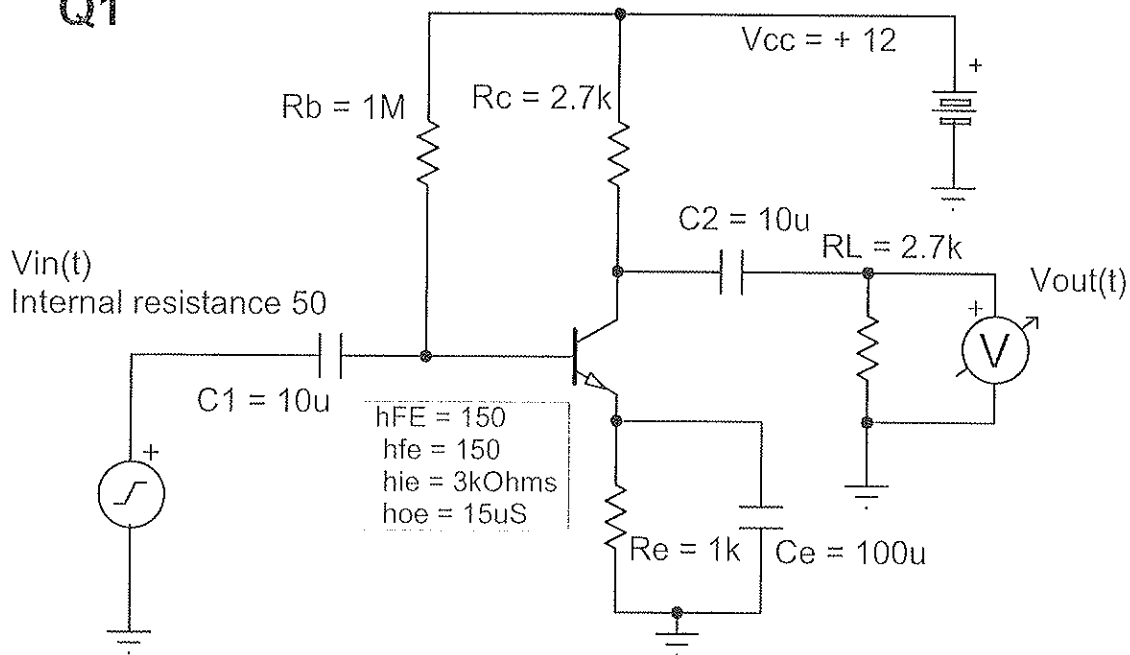 Q1
Vcc = + 12
+
Rb = 1M
Rc = 2.7k
C2 = 10u
RL = 2.7k
Vin(t)
Internal resistance 50
Vout(t)
+
V
C1 = 10u
hFE = 150
hfe = 150
hie = 3kOhms
hoe = 15uS
+
Re = 1k
Ce = 100u